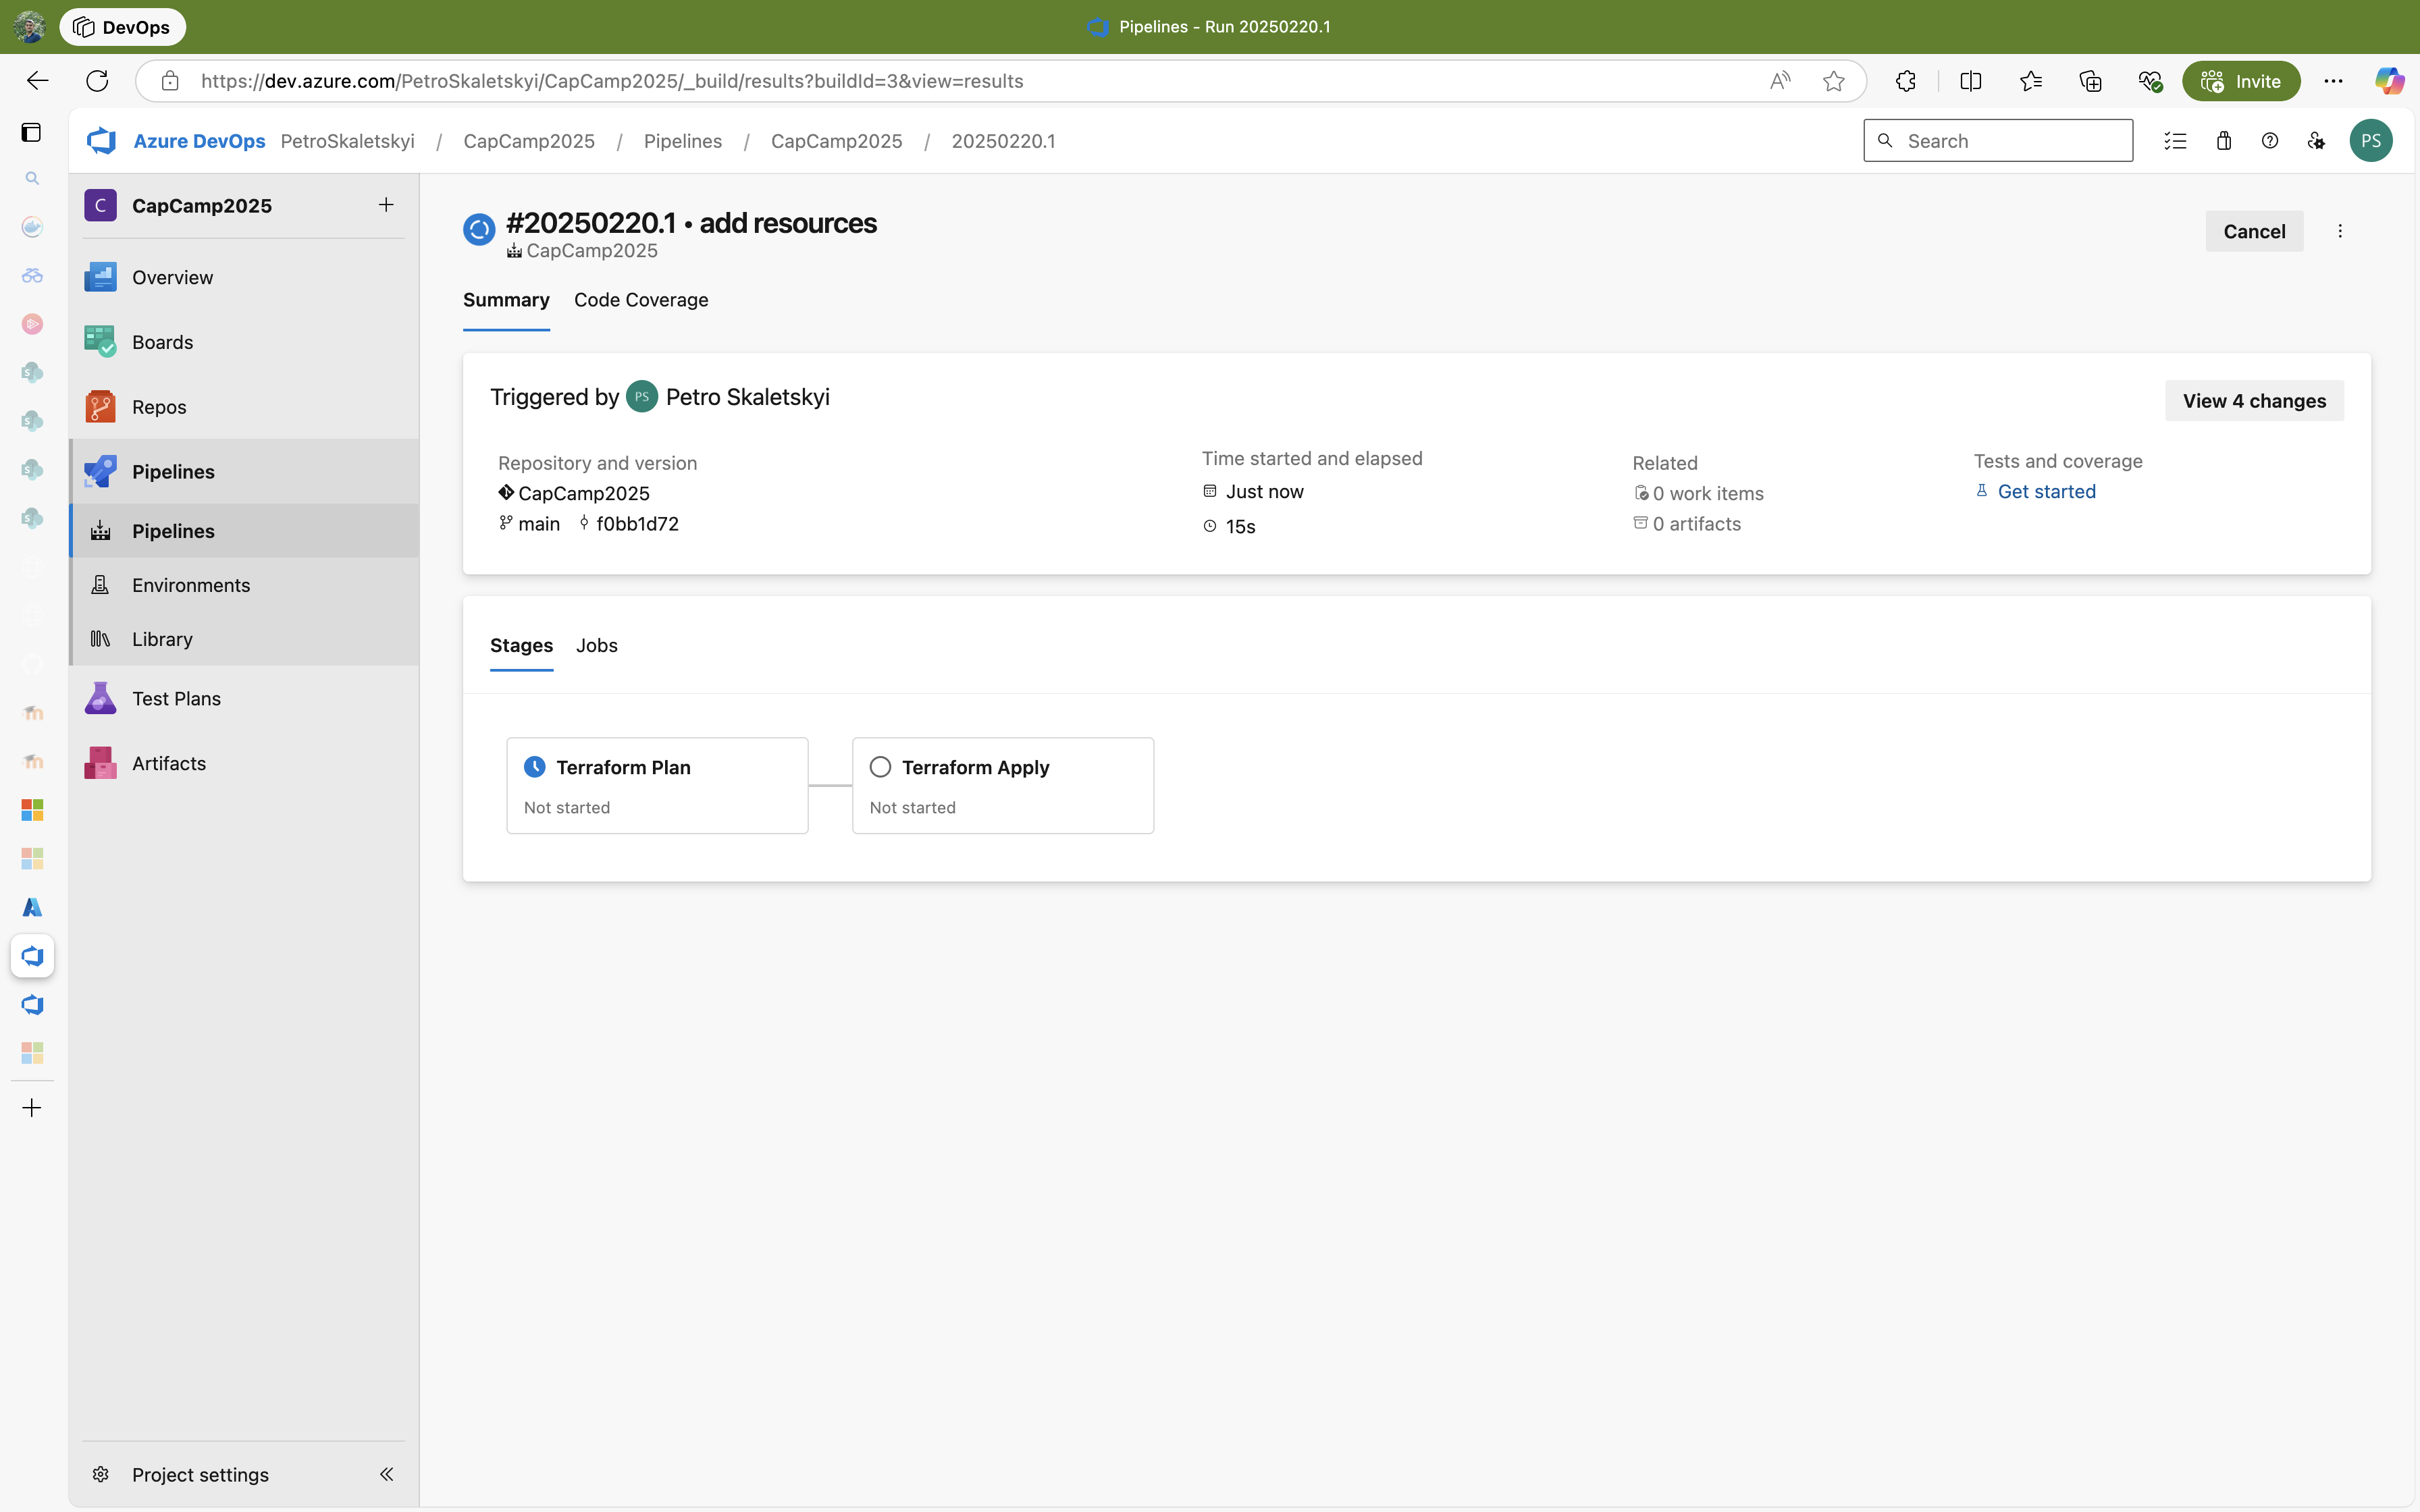 DevOps
Pipelines - Run 20250220.1
https://dev.azure.com/PetroSkaletskyi/CapCamp2025/_build/results?buildId=3&view=results
Invite
Azure DevOps PetroSkaletskyi / CapCamp2025 / Pipelines / CapCamp2025 / 20250220.1
Search
PS
C CapCamp2025
Overview
Boards
Repos
Pipelines
Pipelines
Environments
Library
Test Plans
Artifacts
Project settings
#20250220.1 • add resources
CapCamp2025
Cancel
Summary Code Coverage
Triggered by PS Petro Skaletskyi
View 4 changes
Repository and version
CapCamp2025
main f0bb1d72
Time started and elapsed
Just now
15s
Related
0 work items
0 artifacts
Tests and coverage
Get started
Stages Jobs
Terraform Plan
Not started
Terraform Apply
Not started